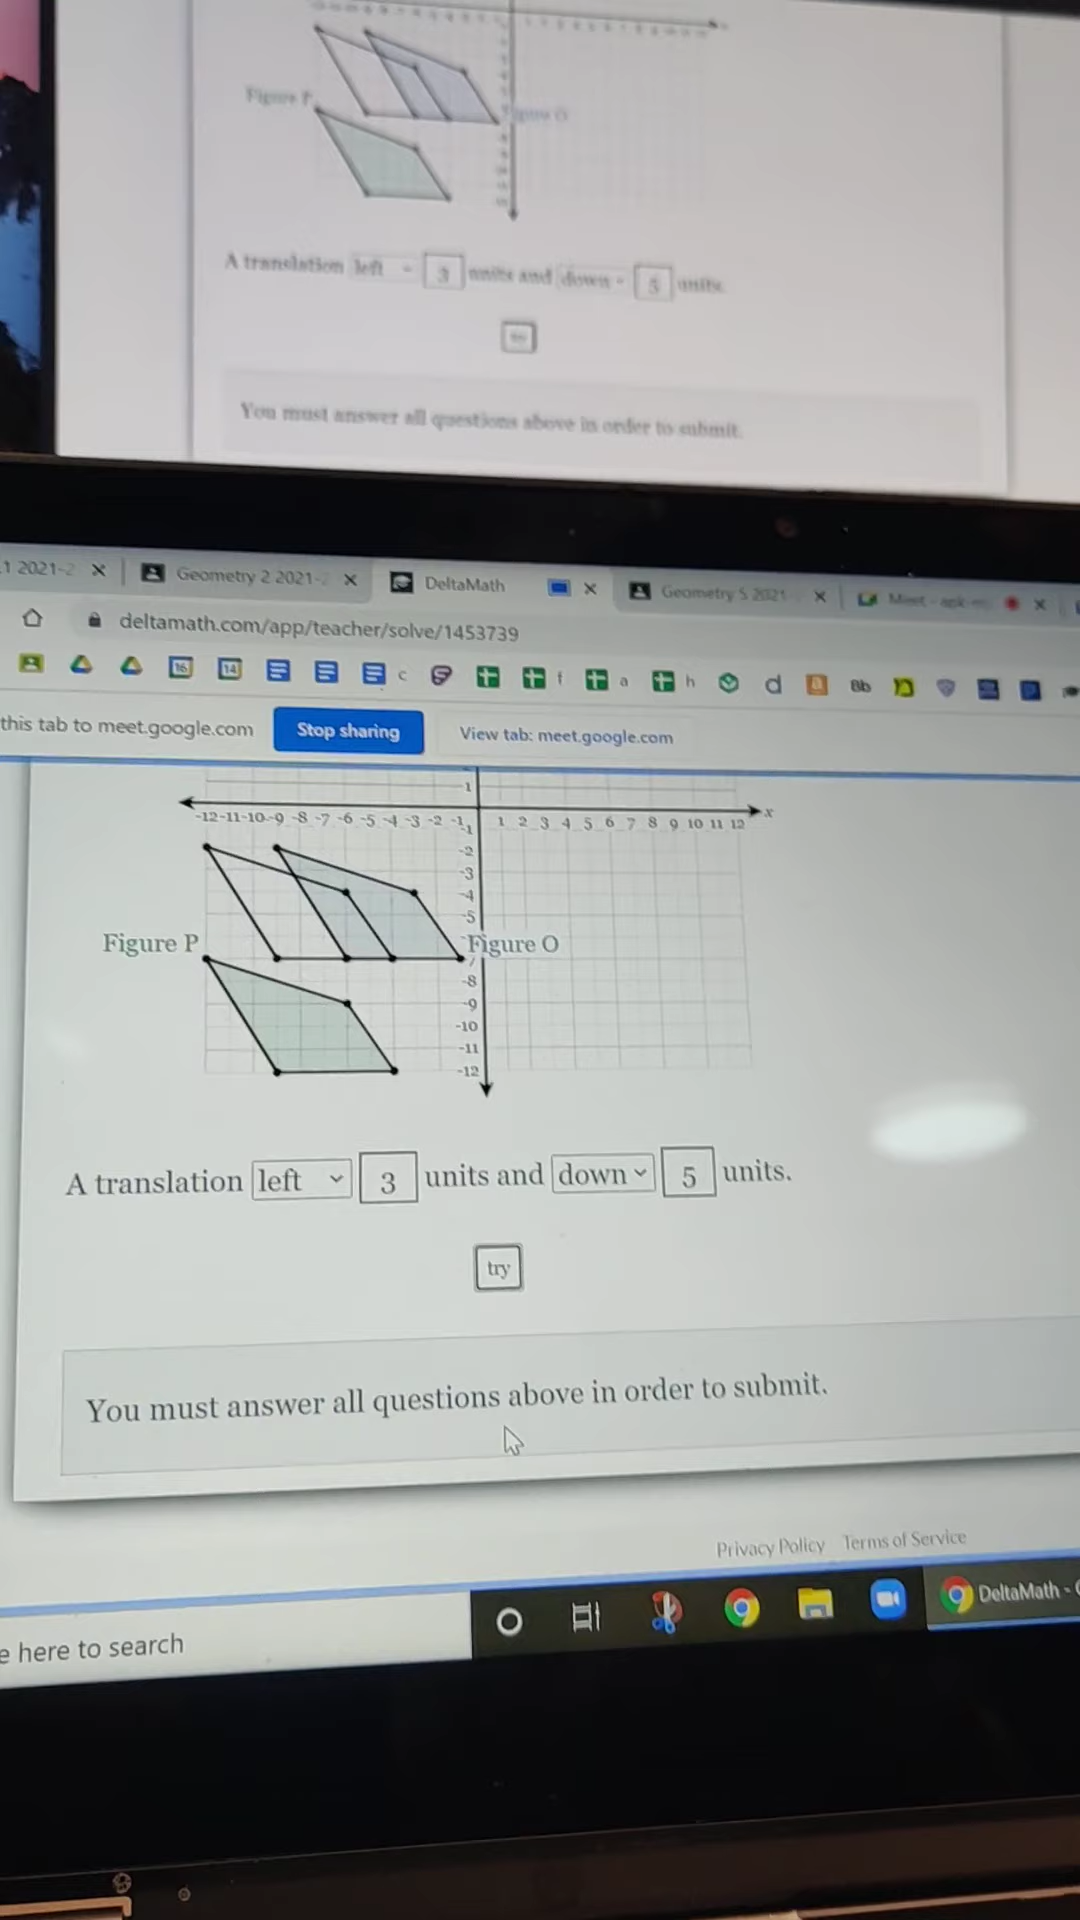 Figure P
A translation left 3 units and down 5 units.
You must answer all questions above in order to submit.
.1 2021-2 Geometry 2 2021-2 DeltaMath Geometry 5 2021
deltamath.com/app/teacher/solve/1453739
16 14 c f a h d a Bb
this tab to meet.google.com Stop sharing View tab: meet.google.com
1
x
-12 -11 -10 -9 -8 -7 -6 -5 -4 -3 -2 -1 1 2 3 4 5 6 7 8 9 10 11 12
-1
-2
-3
-4
-5
Figure P Figure O
-8
-9
-10
-11
-12
A translation left 3 units and down 5 units.
try
You must answer all questions above in order to submit.
Privacy Policy Terms of Service
e here to search DeltaMath -